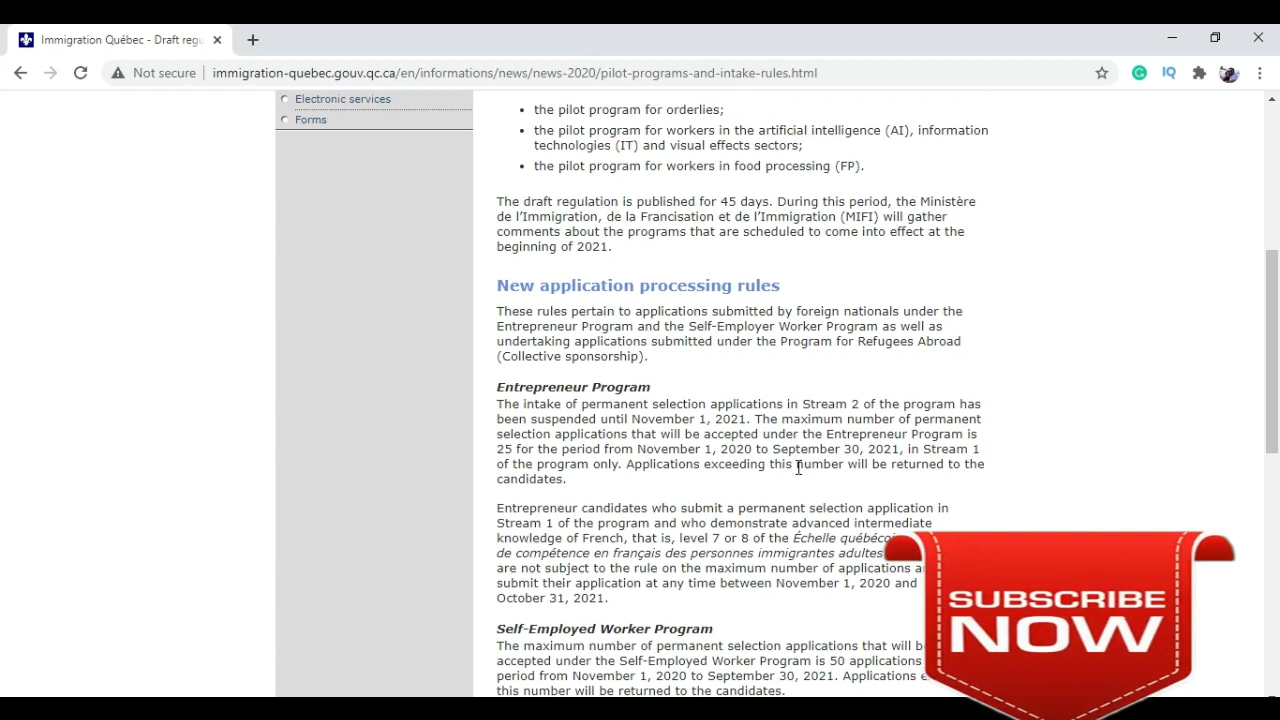 Immigration Québec - Draft regu
Not secure
immigration-quebec.gouv.qc.ca/en/informations/news/news-2020/pilot-programs-and-intake-rules.html
IQ
Electronic services
Forms
• the pilot program for orderlies;
• the pilot program for workers in the artificial intelligence (AI), information
technologies (IT) and visual effects sectors;
• the pilot program for workers in food processing (FP).
The draft regulation is published for 45 days. During this period, the Ministère
de l’Immigration, de la Francisation et de l’Immigration (MIFI) will gather
comments about the programs that are scheduled to come into effect at the
beginning of 2021.
New application processing rules
These rules pertain to applications submitted by foreign nationals under the
Entrepreneur Program and the Self-Employer Worker Program as well as
undertaking applications submitted under the Program for Refugees Abroad
(Collective sponsorship).
Entrepreneur Program
The intake of permanent selection applications in Stream 2 of the program has
been suspended until November 1, 2021. The maximum number of permanent
selection applications that will be accepted under the Entrepreneur Program is
25 for the period from November 1, 2020 to September 30, 2021, in Stream 1
of the program only. Applications exceeding this number will be returned to the
candidates.
Entrepreneur candidates who submit a permanent selection application in
Stream 1 of the program and who demonstrate advanced intermediate
knowledge of French, that is, level 7 or 8 of the Échelle québécoi
de compétence en français des personnes immigrantes adultes
are not subject to the rule on the maximum number of applications a
submit their application at any time between November 1, 2020 and
October 31, 2021.
Self-Employed Worker Program
The maximum number of permanent selection applications that will b
accepted under the Self-Employed Worker Program is 50 applications
period from November 1, 2020 to September 30, 2021. Applications e
this number will be returned to the candidates.
SUBSCRIBE
NOW